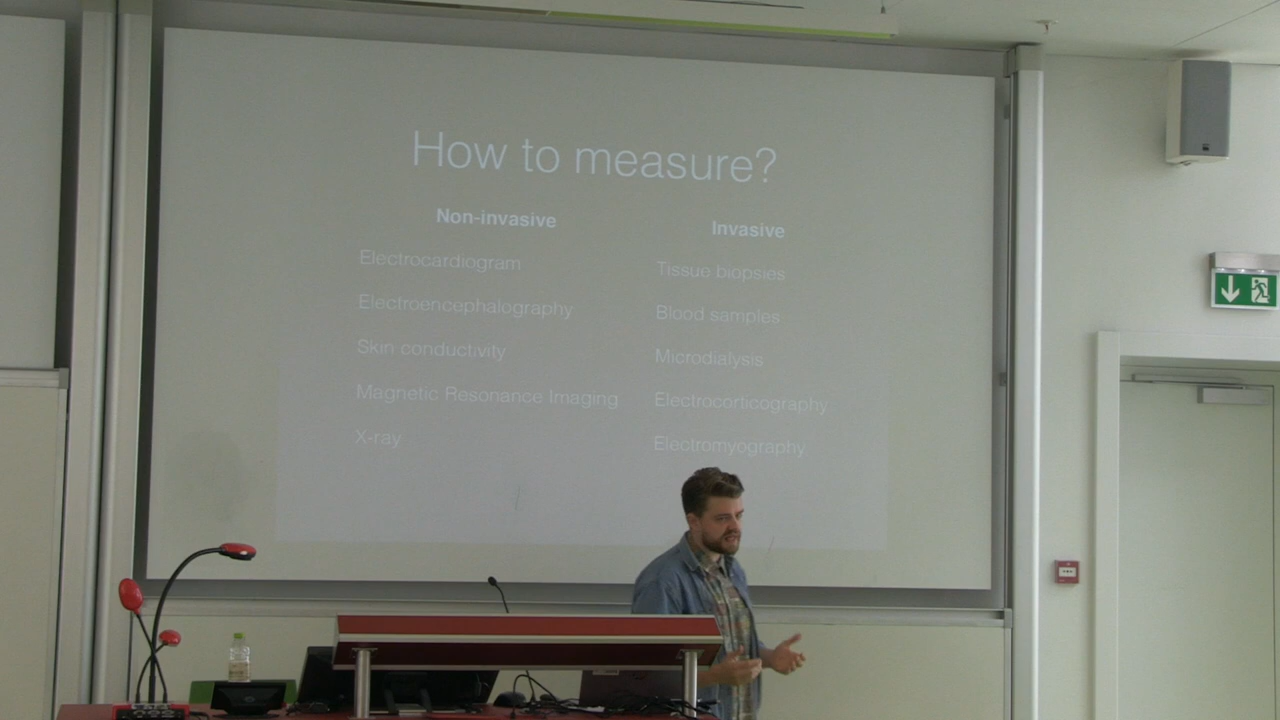 How to measure?
Non-invasive
Electrocardiogram
Electroencephalography
Skin conductivity
Magnetic Resonance Imaging
X-ray
Invasive
Tissue biopsies
Blood samples
Microdialysis
Electrocorticography
Electromyography